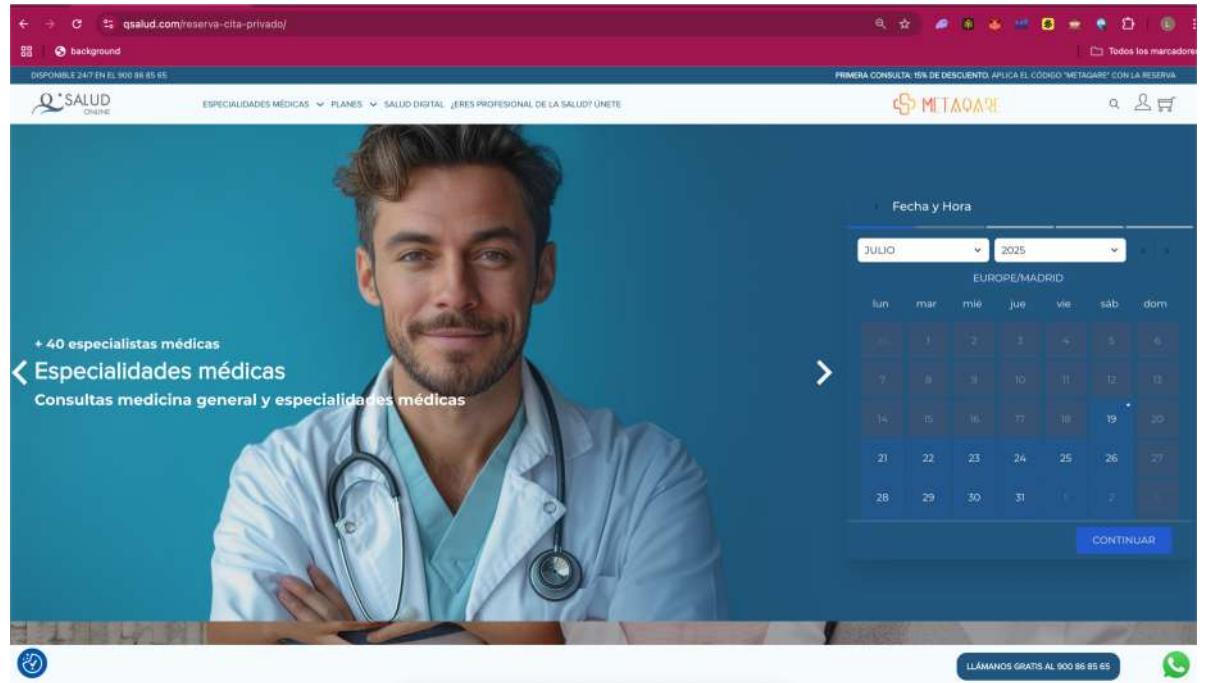 qsalud.com/reserva-cita-privado/
background
Todos los marcadores
DISPONIBLE 24/7 EN EL 900 86 85 65
PRIMERA CONSULTA: 15% DE DESCUENTO. APLICA EL CÓDIGO "METAQARE" CON LA RESERVA
SALUD
ONLINE
ESPECIALIDADES MÉDICAS PLANES SALUD DIGITAL ¿ERES PROFESIONAL DE LA SALUD? ÚNETE
METAQARE
Fecha y Hora
JULIO 2025
EUROPE/MADRID
lun mar mié jue vie sáb dom
30 1 2 3 4 5 6
7 8 9 10 11 12 13
14 15 16 17 18 19 20
21 22 23 24 25 26 27
28 29 30 31 1 2 3
CONTINUAR
+ 40 especialistas médicas
Especialidades médicas
Consultas medicina general y especialidades médicas
LLÁMANOS GRATIS AL 900 86 85 65